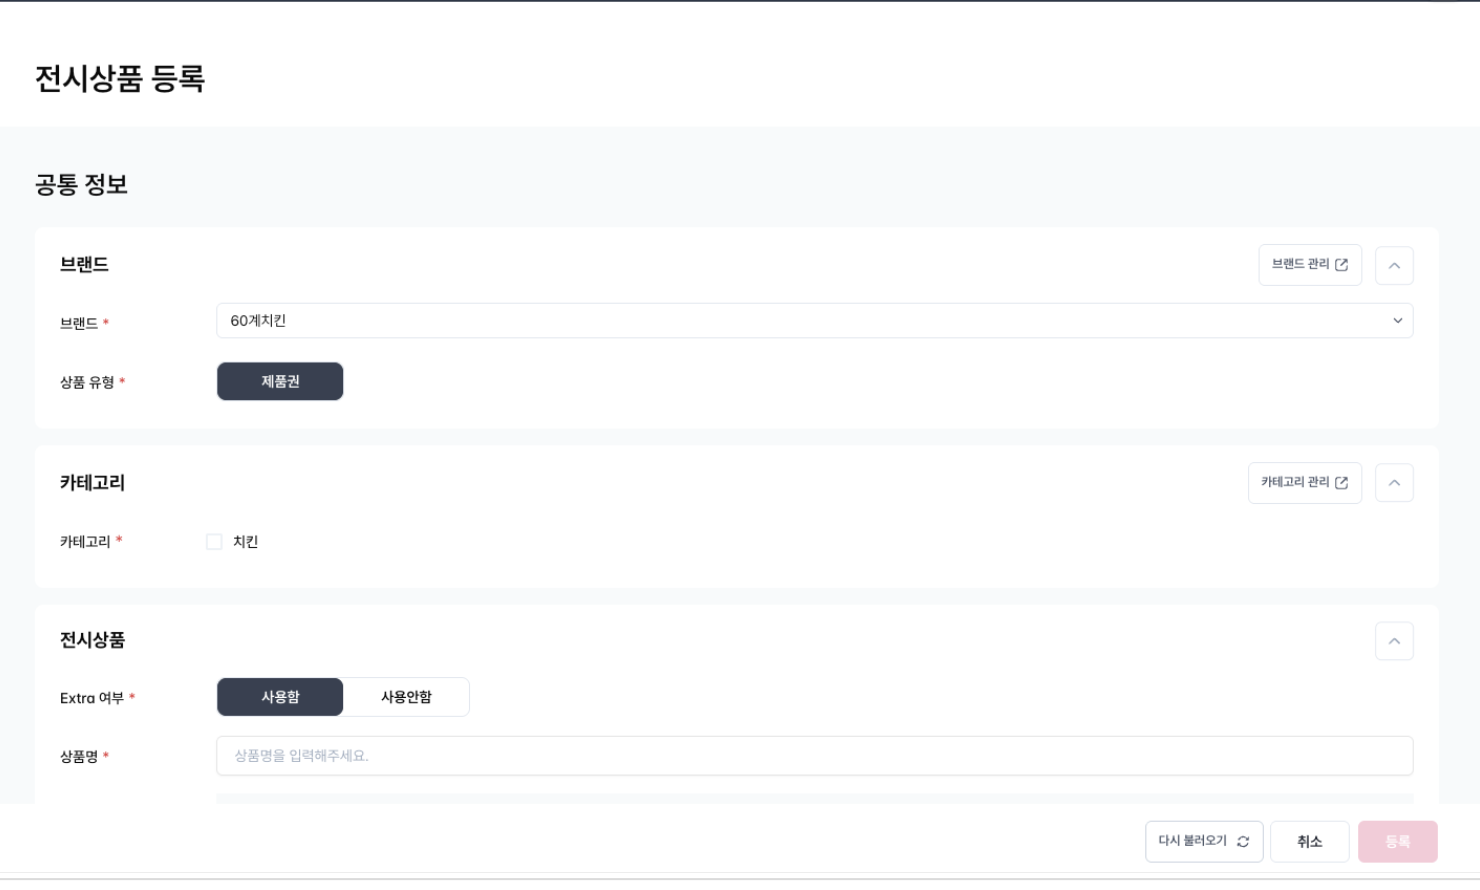 전시상품 등록
공통 정보
브랜드
브랜드 관리
브랜드 *
60계치킨
상품 유형 *
제품권
카테고리
카테고리 관리
카테고리 *
치킨
전시상품
Extra 여부 *
사용함
사용안함
상품명 *
상품명을 입력해주세요.
다시 불러오기
취소
등록